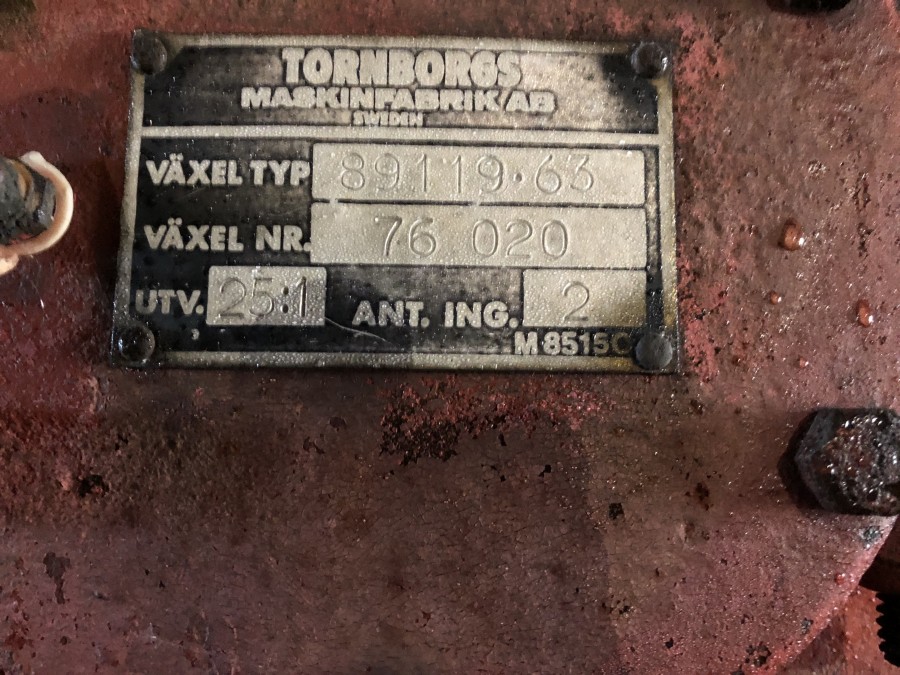 TORNBORGS
MASKINFABRIK AB
SWEDEN
VÄXEL TYP 89119.63
VÄXEL NR. 76 020
UTV. 25:1 ANT. ING. 2
M 8515C